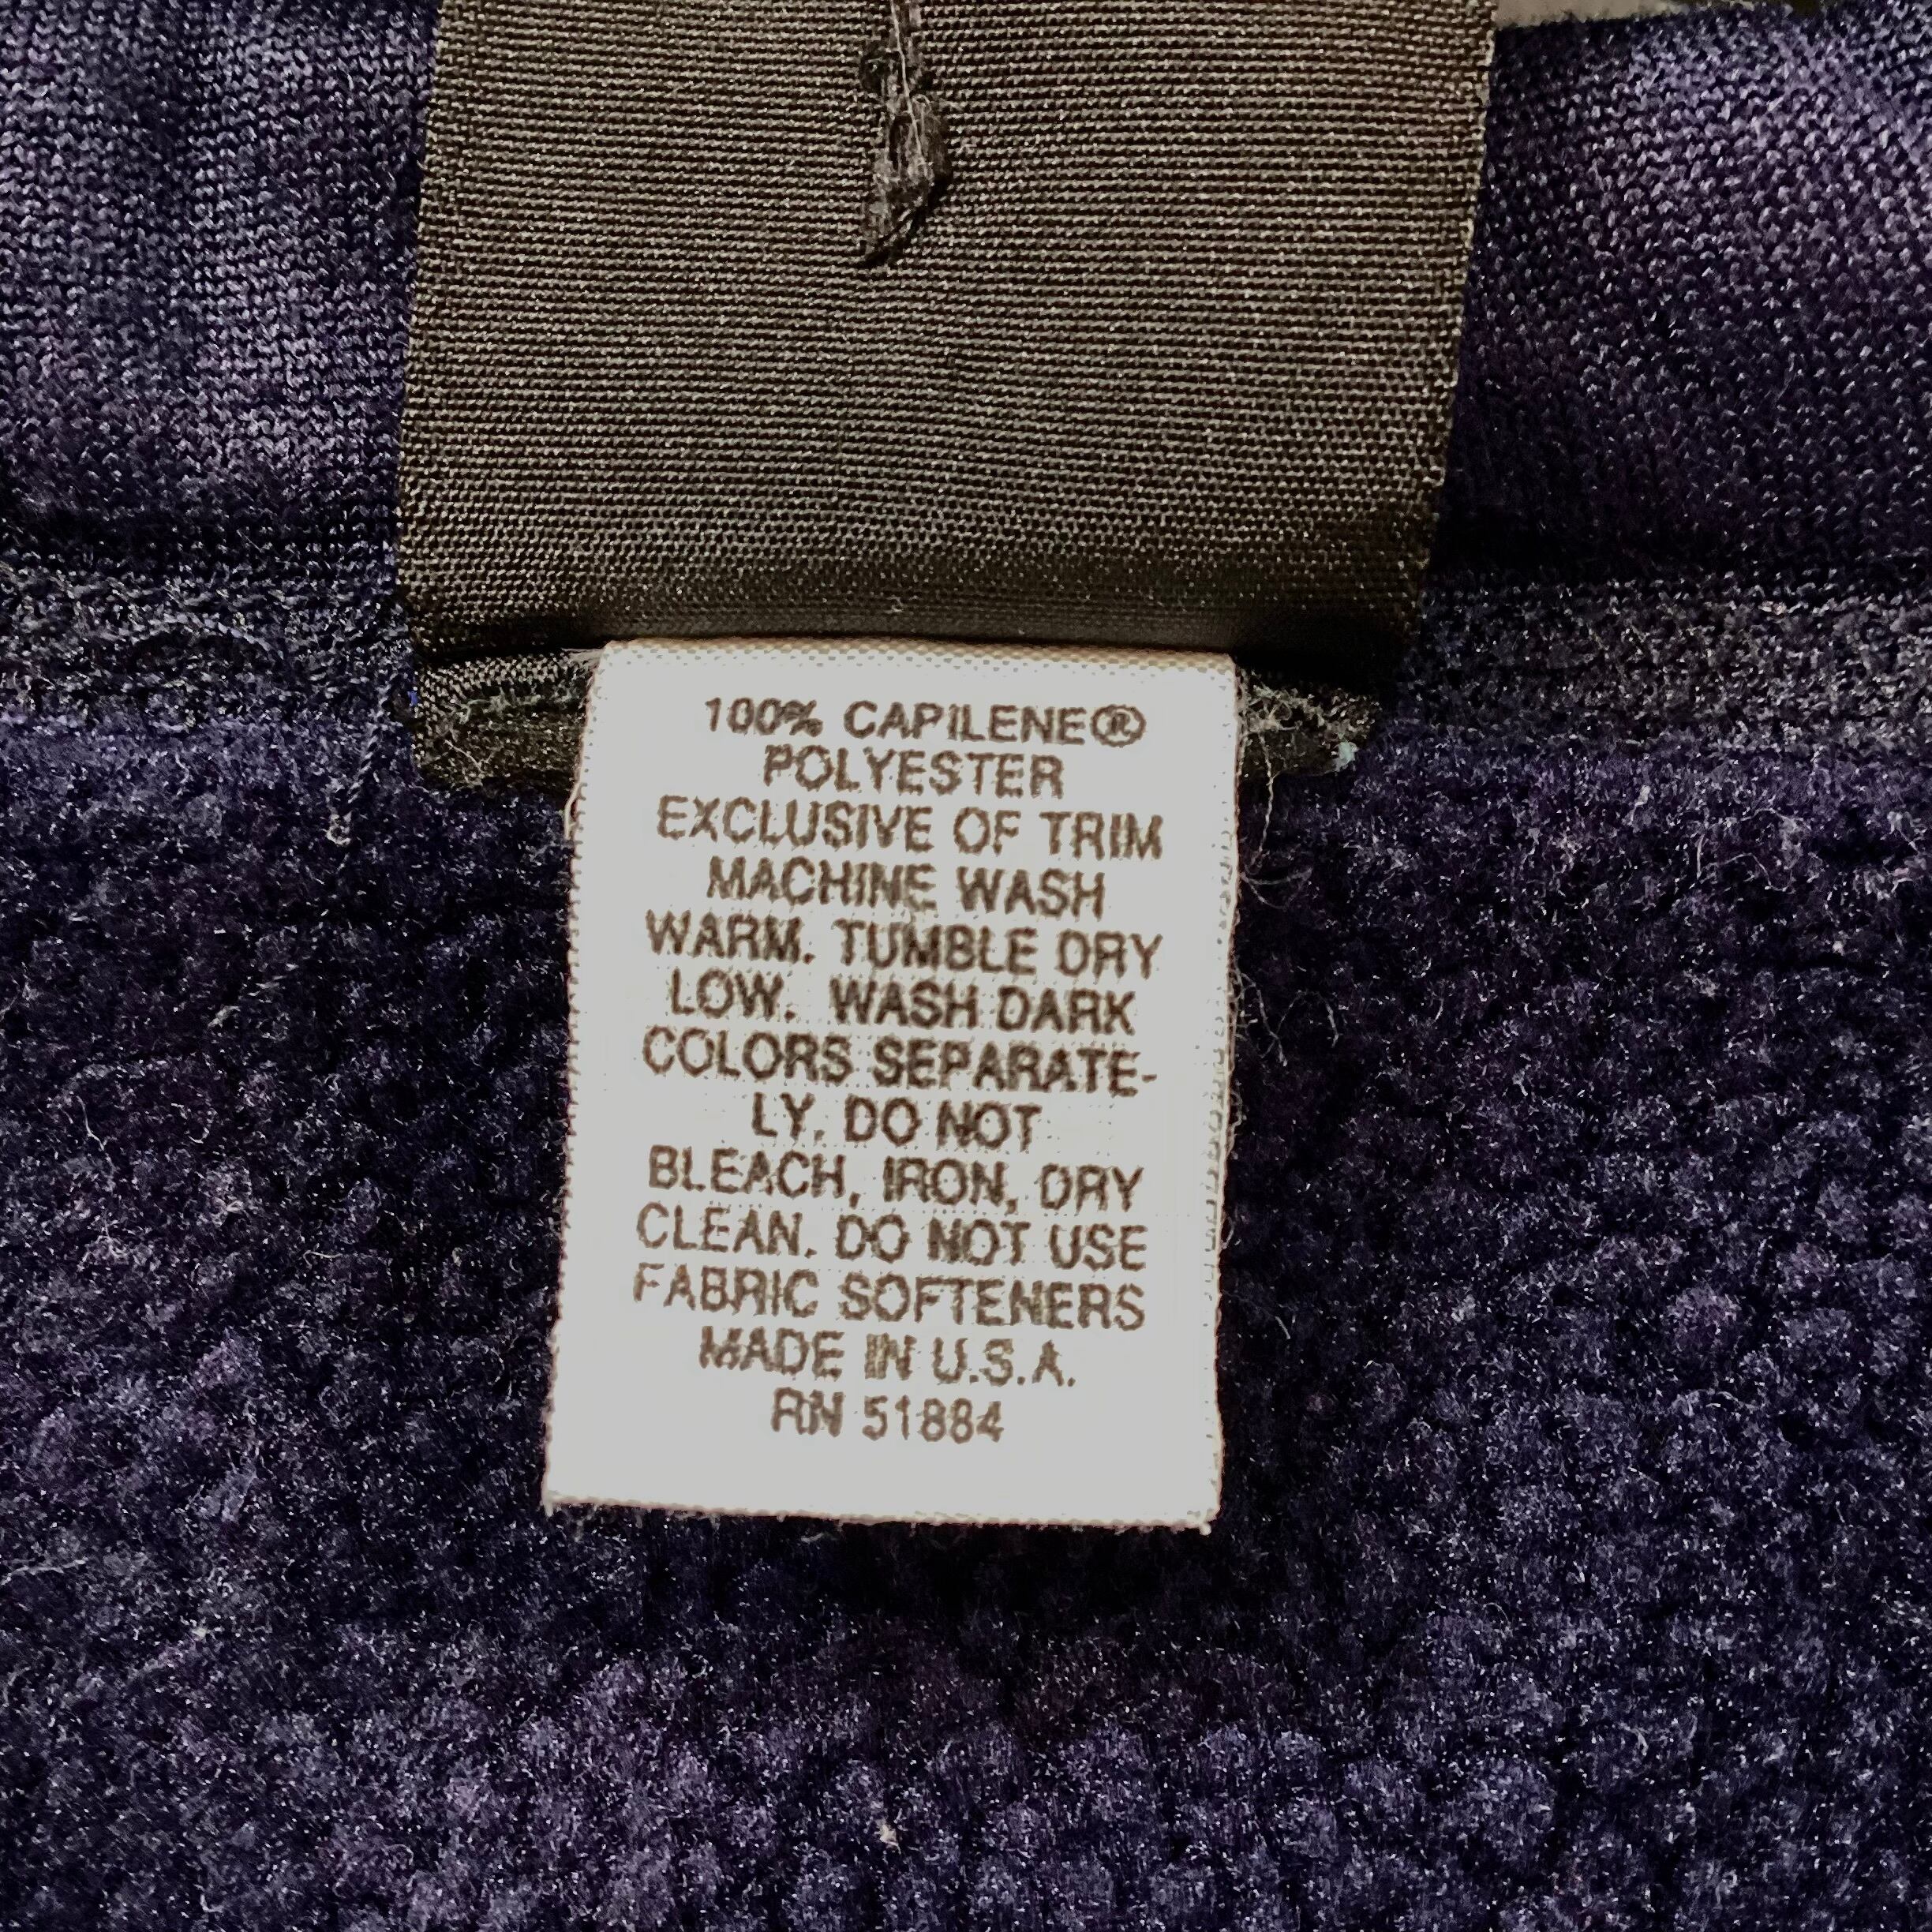 100% CAPILENE®
POLYESTER
EXCLUSIVE OF TRIM
MACHINE WASH
WARM. TUMBLE DRY
LOW. WASH DARK
COLORS SEPARATE-
LY. DO NOT
BLEACH, IRON, DRY
CLEAN. DO NOT USE
FABRIC SOFTENERS
MADE IN U.S.A.
RN 51884